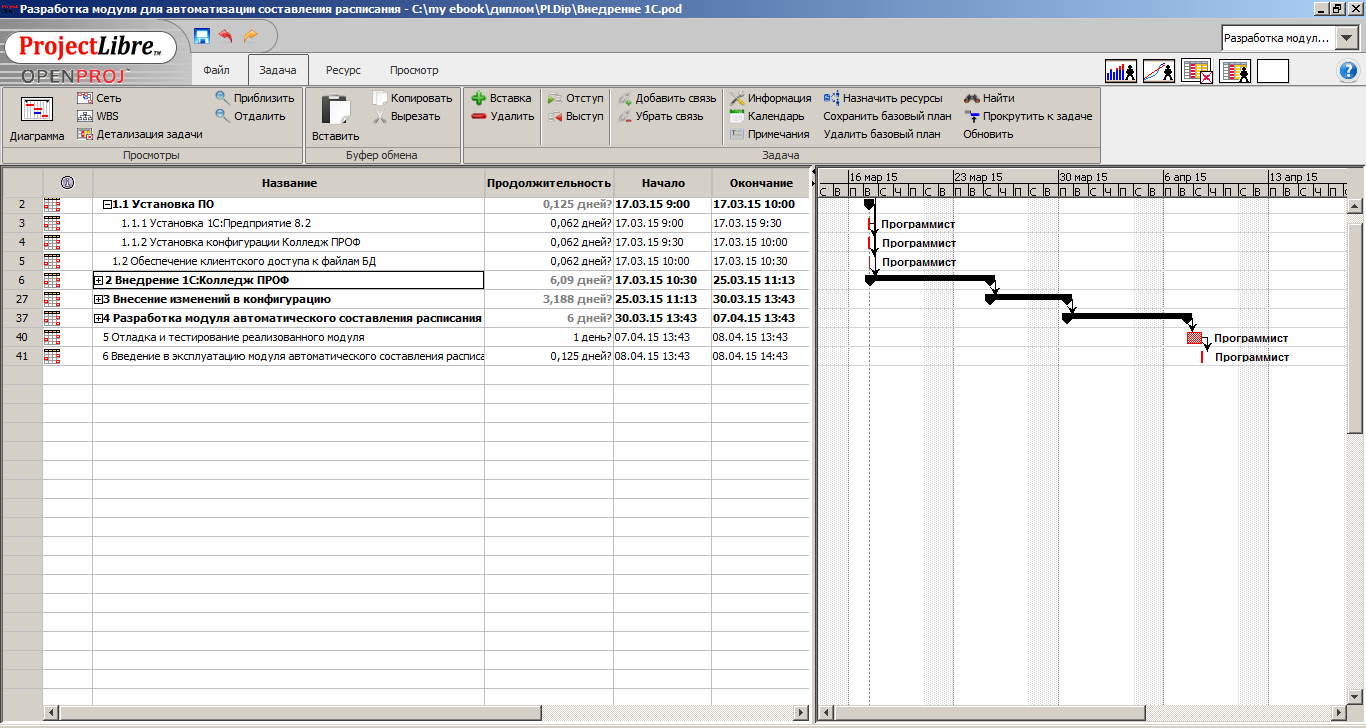 Разработка модуля для автоматизации составления расписания - C:\my ebook\диплом\PLDip\Внедрение 1С.pod
ProjectLibre™
OPENPROJ
Разработка модул...
Файл Задача Ресурс Просмотр
Диаграмма
Сеть
WBS
Детализация задачи
Приблизить
Отдалить
Просмотры
Вставить
Копировать
Вырезать
Буфер обмена
Вставка
Удалить
Отступ
Выступ
Добавить связь
Убрать связь
Информация
Календарь
Примечания
Назначить ресурсы
Сохранить базовый план
Удалить базовый план
Найти
Прокрутить к задаче
Обновить
Задача
Название Продолжительность Начало Окончание
16 мар 15 23 мар 15 30 мар 15 6 апр 15 13 апр 15
С В П В С Ч П С В П В С Ч П С В П В С Ч П С В П В С Ч П С В П В С Ч П С
2 1.1 Установка ПО 0,125 дней? 17.03.15 9:00 17.03.15 10:00
3 1.1.1 Установка 1С:Предприятие 8.2 0,062 дней? 17.03.15 9:00 17.03.15 9:30 Программист
4 1.1.2 Установка конфигурации Колледж ПРОФ 0,062 дней? 17.03.15 9:30 17.03.15 10:00 Программист
5 1.2 Обеспечение клиентского доступа к файлам БД 0,062 дней? 17.03.15 10:00 17.03.15 10:30 Программист
6 2 Внедрение 1С:Колледж ПРОФ 6,09 дней? 17.03.15 10:30 25.03.15 11:13
27 3 Внесение изменений в конфигурацию 3,188 дней? 25.03.15 11:13 30.03.15 13:43
37 4 Разработка модуля автоматического составления расписания 6 дней? 30.03.15 13:43 07.04.15 13:43
40 5 Отладка и тестирование реализованного модуля 1 день? 07.04.15 13:43 08.04.15 13:43 Программист
41 6 Введение в эксплуатацию модуля автоматического составления расписа 0,125 дней? 08.04.15 13:43 08.04.15 14:43 Программист